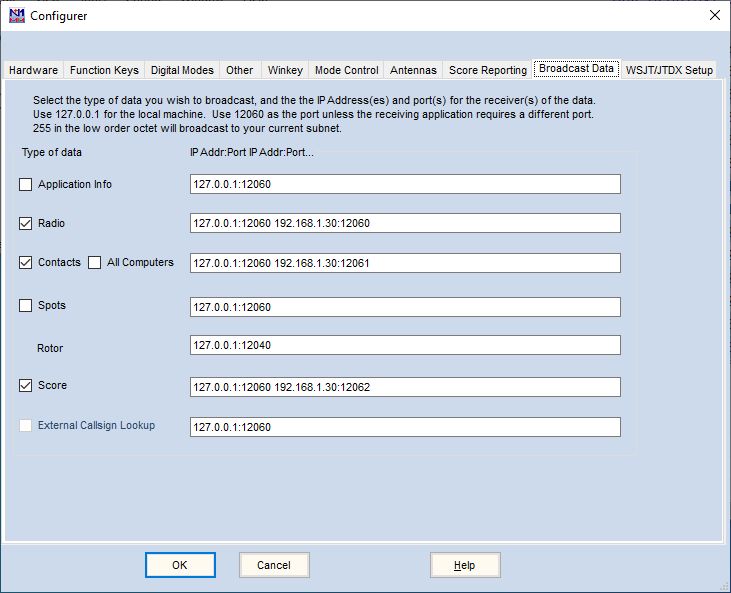 Configurer
Hardware Function Keys Digital Modes Other Winkey Mode Control Antennas Score Reporting Broadcast Data WSJT/JTDX Setup
Select the type of data you wish to broadcast, and the the IP Address(es) and port(s) for the receiver(s) of the data.
Use 127.0.0.1 for the local machine. Use 12060 as the port unless the receiving application requires a different port.
255 in the low order octet will broadcast to your current subnet.
Type of data IP Addr:Port IP Addr:Port...
Application Info 127.0.0.1:12060
Radio 127.0.0.1:12060 192.168.1.30:12060
Contacts All Computers 127.0.0.1:12060 192.168.1.30:12061
Spots 127.0.0.1:12060
Rotor 127.0.0.1:12040
Score 127.0.0.1:12060 192.168.1.30:12062
External Callsign Lookup 127.0.0.1:12060
OK Cancel Help